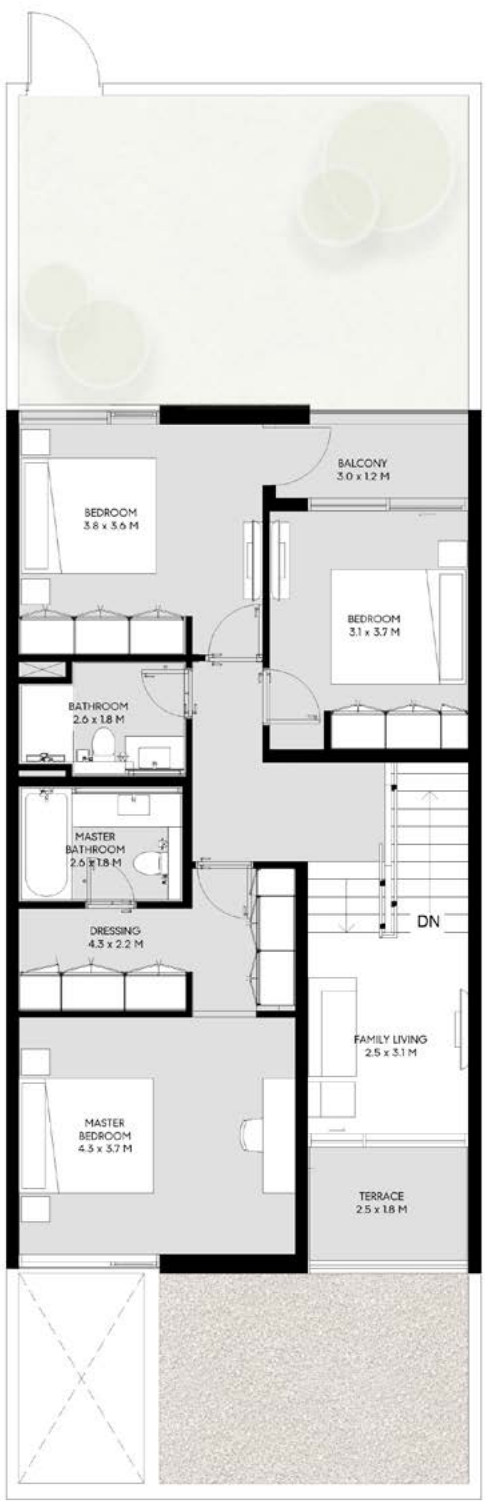 BALCONY
3.0 x 1.2 M
BEDROOM
3.8 x 3.6 M
BEDROOM
3.1 x 3.7 M
BATHROOM
2.6 x 1.8 M
MASTER
BATHROOM
2.6 x 1.8 M
DN
DRESSING
4.3 x 2.2 M
FAMILY LIVING
2.5 x 3.1 M
MASTER
BEDROOM
4.3 x 3.7 M
TERRACE
2.5 x 1.8 M